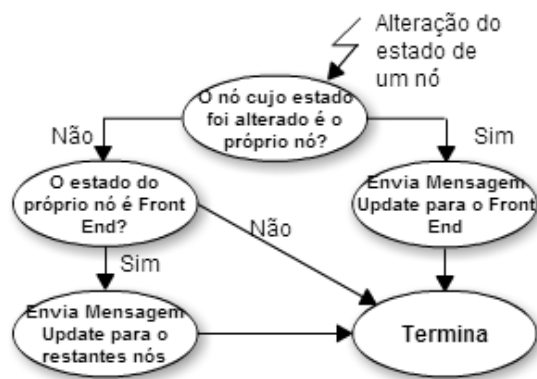 Alteração do
estado de
um nó
O nó cujo estado
foi alterado é o
próprio nó?
Não
Sim
O estado do
próprio nó é Front
End?
Envia Mensagem
Update para o Front
End
Não
Sim
Envia Mensagem
Update para o
restantes nós
Termina